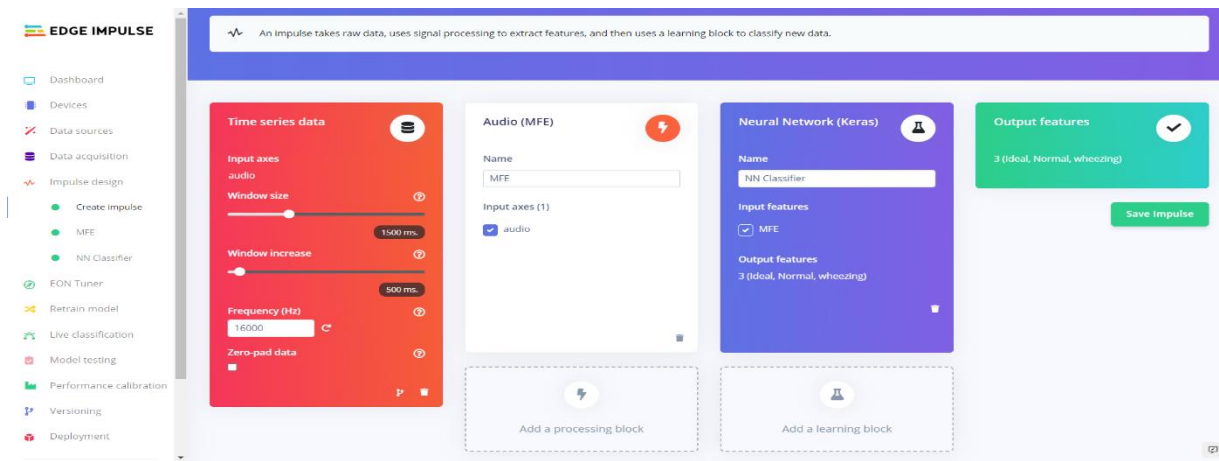 EDGE IMPULSE
Dashboard
Devices
Data sources
Data acquisition
Impulse design
Create impulse
MFE
NN Classifier
EON Tuner
Retrain model
Live classification
Model testing
Performance calibration
Versioning
Deployment
An impulse takes raw data, uses signal processing to extract features, and then uses a learning block to classify new data.
Time series data
Input axes
audio
Window size
1500 ms.
Window increase
500 ms.
Frequency (Hz)
16000
Zero-pad data
Audio (MFE)
Name
MFE
Input axes (1)
audio
Add a processing block
Neural Network (Keras)
Name
NN Classifier
Input features
MFE
Output features
3 (Ideal, Normal, wheezing)
Add a learning block
Output features
3 (Ideal, Normal, wheezing)
Save Impulse